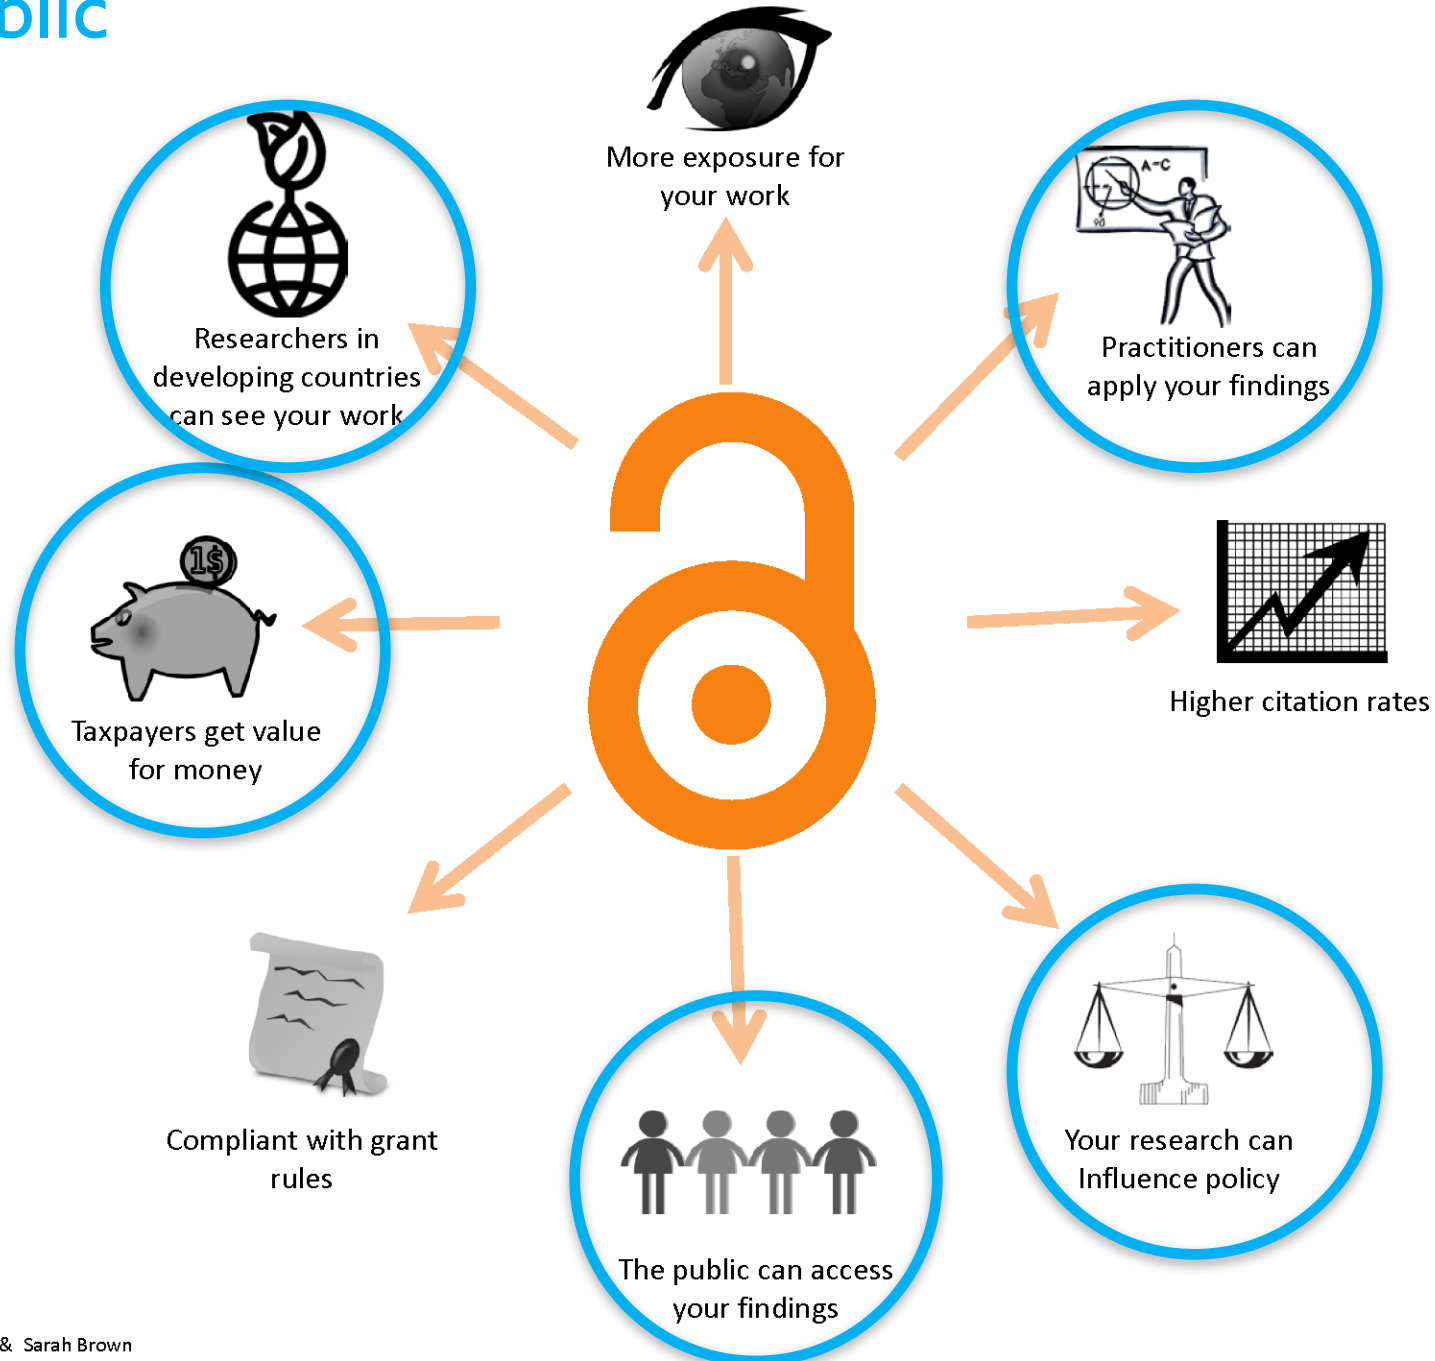 blic
More exposure for
your work
A-C
90
Practitioners can
apply your findings
Researchers in
developing countries
can see your work
1$
Taxpayers get value
for money
Higher citation rates
Compliant with grant
rules
Your research can
Influence policy
The public can access
your findings
& Sarah Brown